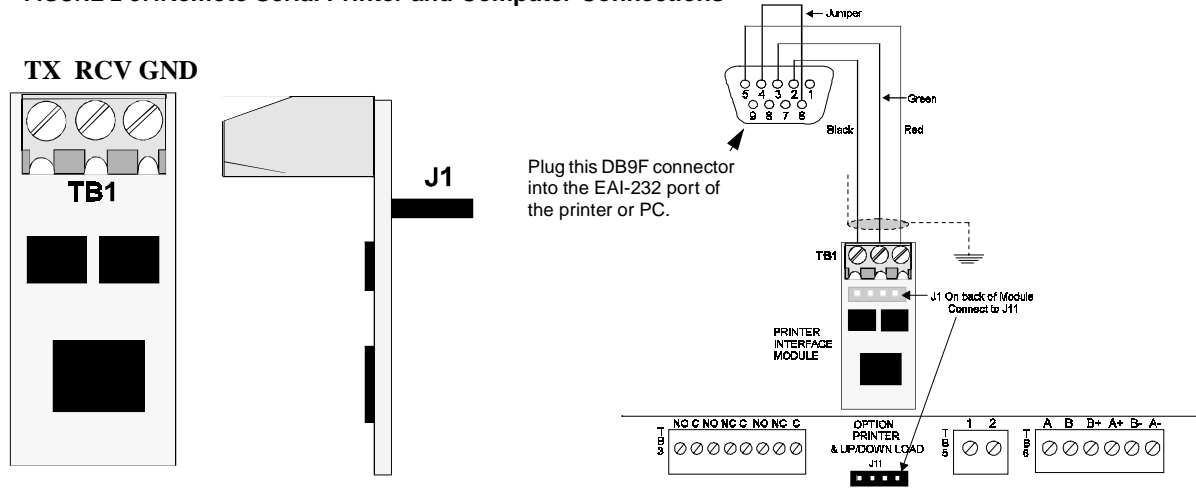 Jumper
TX RCV GND
TB1
J1
5 4 3 2 1
9 8 7 6
Green
Black Red
Plug this DB9F connector
into the EAI-232 port of
the printer or PC.
TB1
J1 On back of Module
Connect to J11
PRINTER
INTERFACE
MODULE
NO C NO NC C NO NC C
TB3
OPTION
PRINTER
& UP/DOWN LOAD
J11
1 2
TB5
A B B+ A+ B- A-
TB6